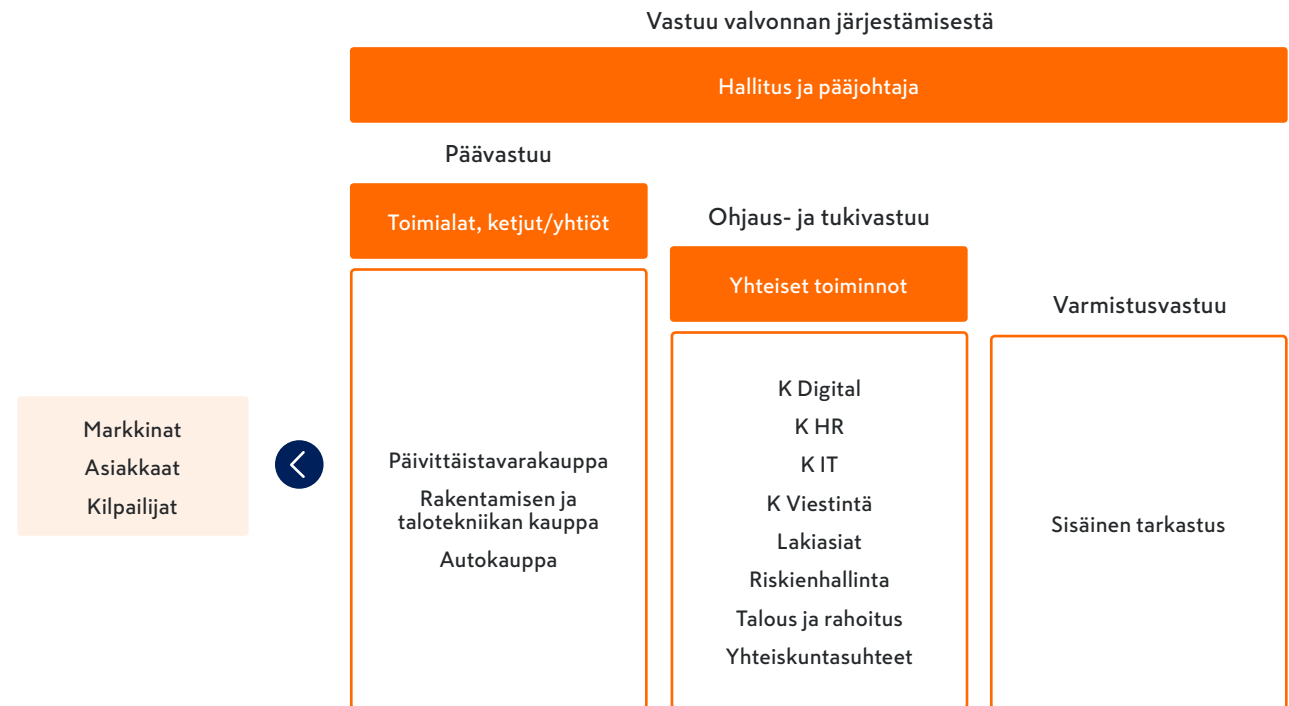 Vastuu valvonnan järjestämisestä
Hallitus ja pääjohtaja
Päävastuu
Toimialat, ketjut/yhtiöt
Ohjaus- ja tukivastuu
Yhteiset toiminnot
Varmistusvastuu
Markkinat
Asiakkaat
Kilpailijat
Päivittäistavarakauppa
Rakentamisen ja
talotekniikan kauppa
Autokauppa
K Digital
K HR
K IT
K Viestintä
Lakiasiat
Riskienhallinta
Talous ja rahoitus
Yhteiskuntasuhteet
Sisäinen tarkastus